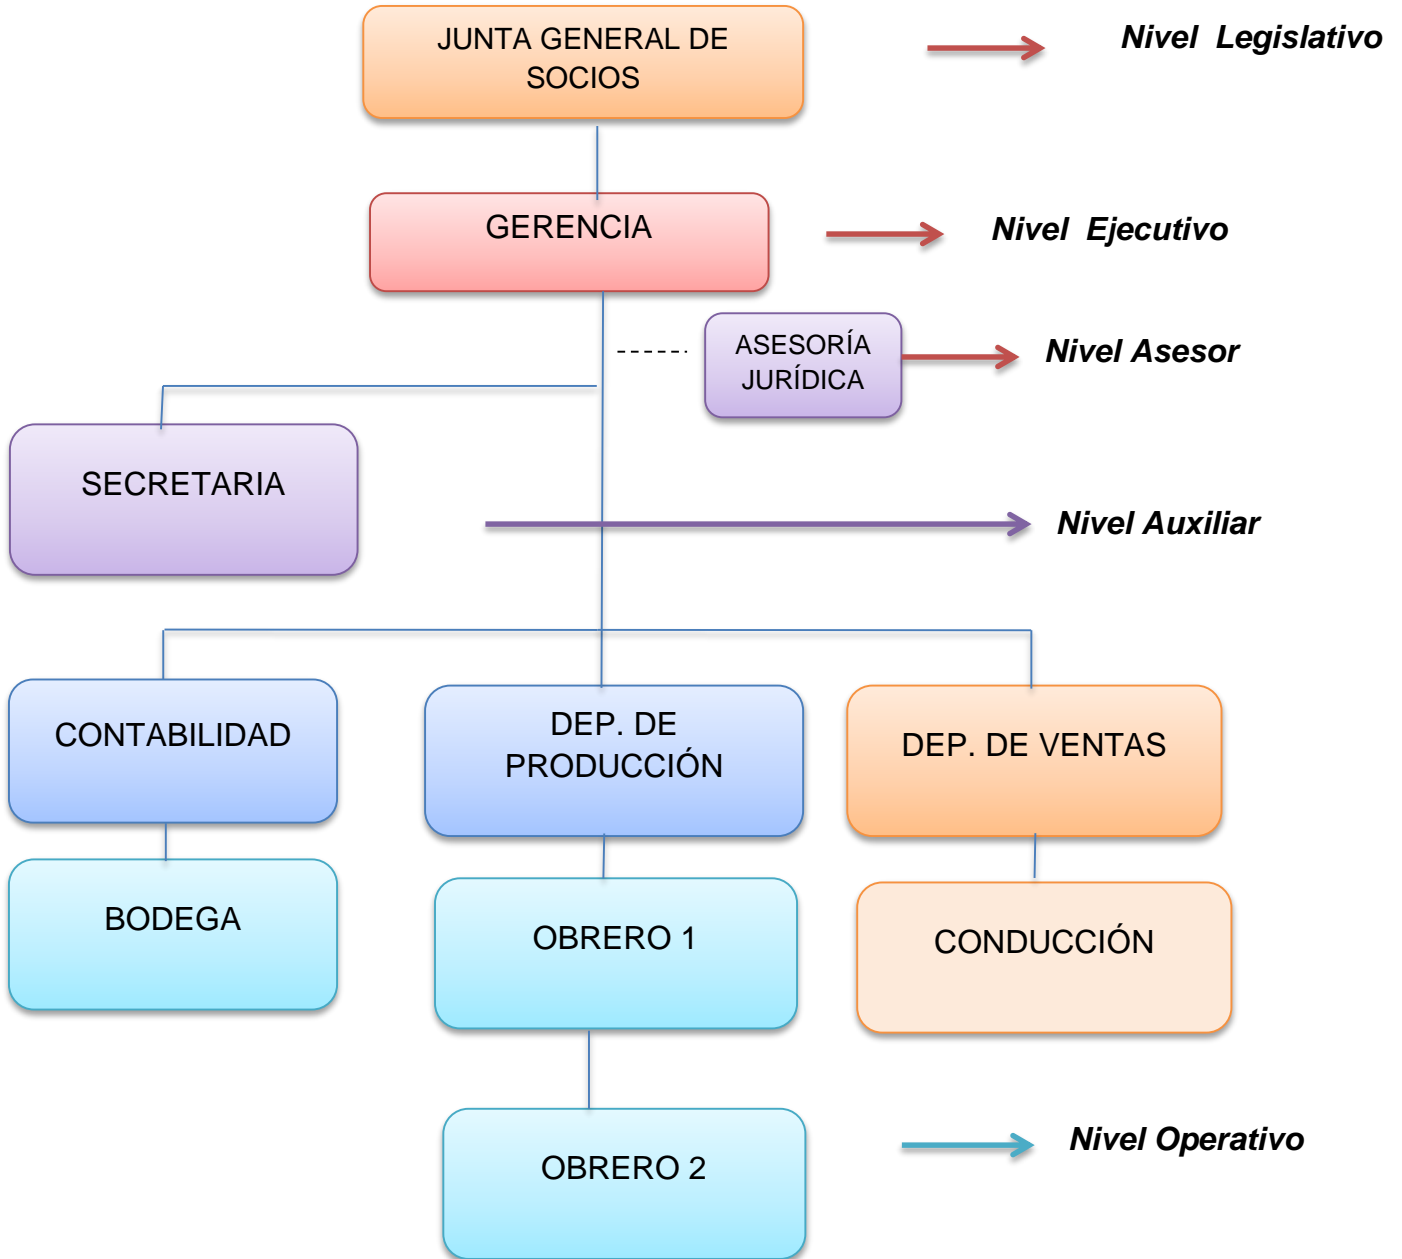 JUNTA GENERAL DE
SOCIOS
Nivel Legislativo
GERENCIA
Nivel Ejecutivo
ASESORÍA
JURÍDICA
Nivel Asesor
SECRETARIA
Nivel Auxiliar
CONTABILIDAD
DEP. DE
PRODUCCIÓN
DEP. DE VENTAS
BODEGA
OBRERO 1
CONDUCCIÓN
OBRERO 2
Nivel Operativo